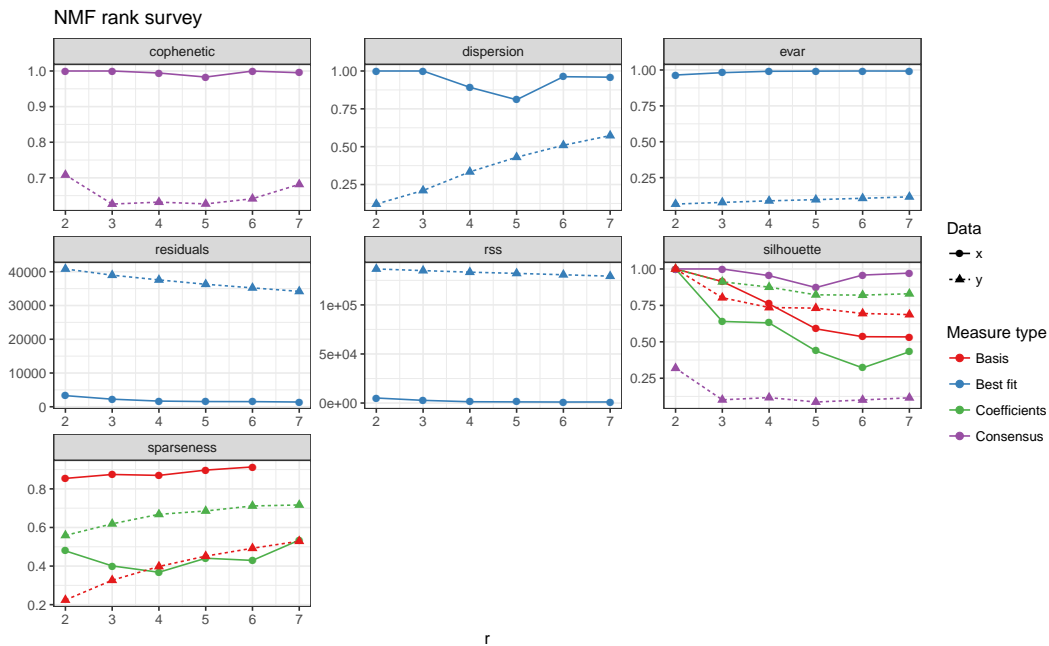 NMF rank survey
cophenetic
dispersion
evar
1.0
0.9
0.8
0.7
1.00
0.75
0.50
0.25
1.00
0.75
0.50
0.25
2 3 4 5 6 7
2 3 4 5 6 7
2 3 4 5 6 7
residuals
rss
silhouette
40000
30000
20000
10000
0
1e+05
5e+04
0e+00
1.00
0.75
0.50
0.25
2 3 4 5 6 7
2 3 4 5 6 7
2 3 4 5 6 7
sparseness
0.8
0.6
0.4
0.2
2 3 4 5 6 7
r
Data
x
y
Measure type
Basis
Best fit
Coefficients
Consensus